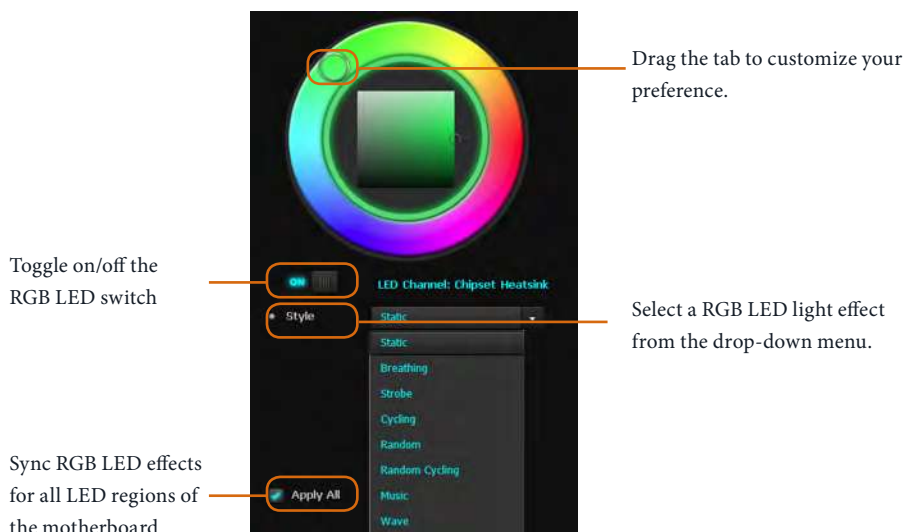 Drag the tab to customize your
preference.
Toggle on/off the
RGB LED switch
ON
LED Channel: Chipset Heatsink
Style
Static
Select a RGB LED light effect
from the drop-down menu.
Static
Breathing
Strobe
Cycling
Random
Random Cycling
Music
Wave
Sync RGB LED effects
for all LED regions of
the motherboard
Apply All